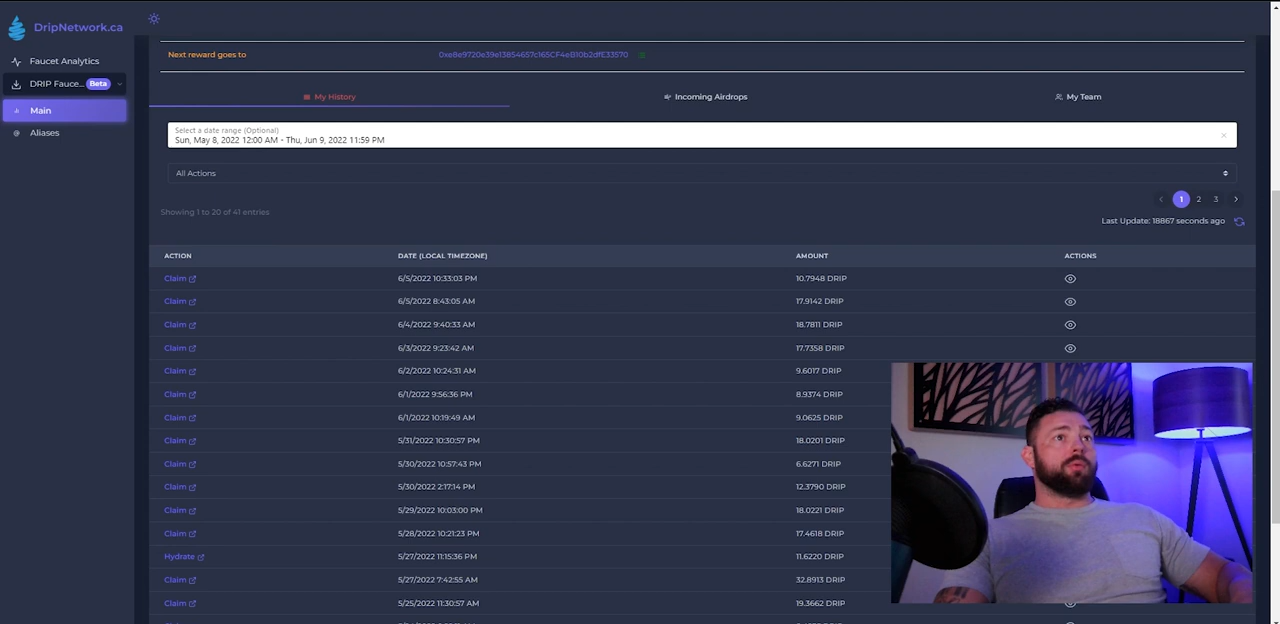 DripNetwork.ca
Faucet Analytics
DRIP Fauce... Beta
Main
Aliases
Next reward goes to 0xe8e9720e39e13854657c165CF4eB10b2dfE33570
My History Incoming Airdrops My Team
Select a date range (Optional)
Sun, May 8, 2022 12:00 AM - Thu, Jun 9, 2022 11:59 PM
All Actions
1 2 3
Showing 1 to 20 of 41 entries
Last Update: 18867 seconds ago
ACTION DATE (LOCAL TIMEZONE) AMOUNT ACTIONS
Claim 6/5/2022 10:33:03 PM 10.7948 DRIP
Claim 6/5/2022 8:43:05 AM 17.9142 DRIP
Claim 6/4/2022 9:40:33 AM 18.7811 DRIP
Claim 6/3/2022 9:23:42 AM 17.7358 DRIP
Claim 6/2/2022 10:24:31 AM 9.6017 DRIP
Claim 6/1/2022 9:56:36 PM 8.9374 DRIP
Claim 6/1/2022 10:19:49 AM 9.0625 DRIP
Claim 5/31/2022 10:30:57 PM 18.0201 DRIP
Claim 5/30/2022 10:57:43 PM 6.6271 DRIP
Claim 5/30/2022 2:17:14 PM 12.3790 DRIP
Claim 5/29/2022 10:03:00 PM 18.0221 DRIP
Claim 5/28/2022 10:21:23 PM 17.4618 DRIP
Hydrate 5/27/2022 11:15:36 PM 11.6220 DRIP
Claim 5/27/2022 7:42:55 AM 32.8913 DRIP
Claim 5/25/2022 11:30:57 AM 19.3662 DRIP